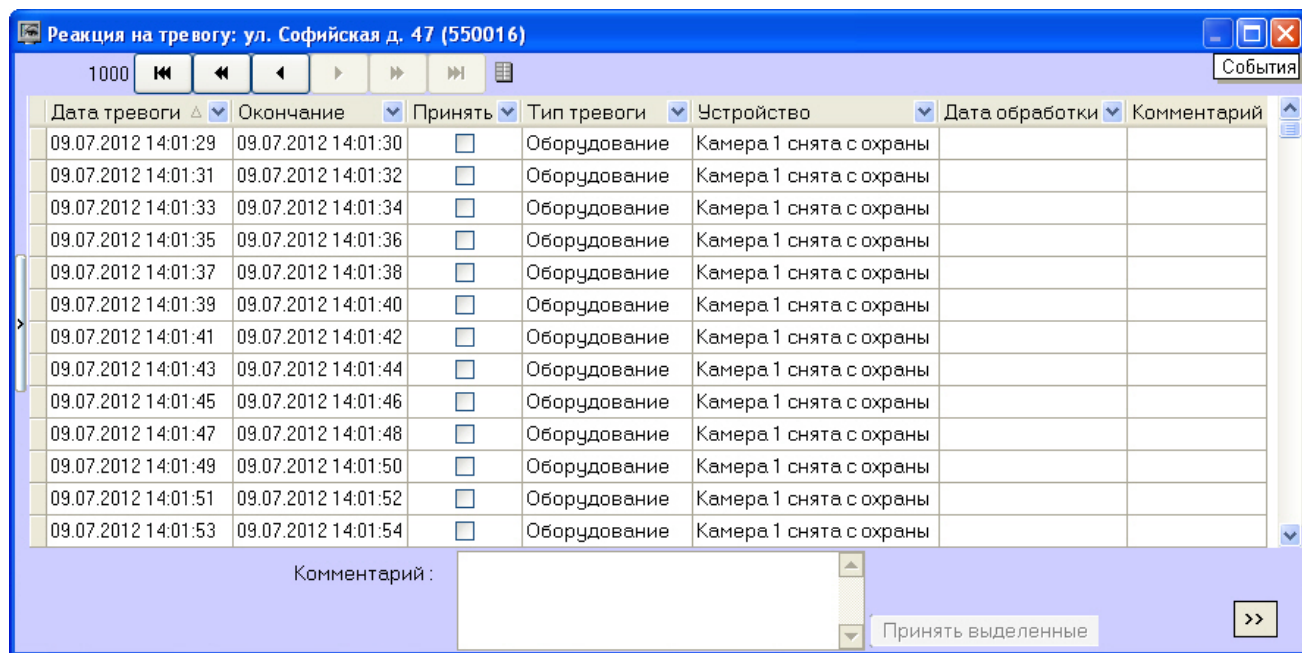 Реакция на тревогу: ул. Софийская д. 47 (550016)
1000
События
Дата тревоги Окончание Принять Тип тревоги Устройство Дата обработки Комментарий
09.07.2012 14:01:29 09.07.2012 14:01:30 Оборудование Камера 1 снята с охраны
09.07.2012 14:01:31 09.07.2012 14:01:32 Оборудование Камера 1 снята с охраны
09.07.2012 14:01:33 09.07.2012 14:01:34 Оборудование Камера 1 снята с охраны
09.07.2012 14:01:35 09.07.2012 14:01:36 Оборудование Камера 1 снята с охраны
09.07.2012 14:01:37 09.07.2012 14:01:38 Оборудование Камера 1 снята с охраны
09.07.2012 14:01:39 09.07.2012 14:01:40 Оборудование Камера 1 снята с охраны
09.07.2012 14:01:41 09.07.2012 14:01:42 Оборудование Камера 1 снята с охраны
09.07.2012 14:01:43 09.07.2012 14:01:44 Оборудование Камера 1 снята с охраны
09.07.2012 14:01:45 09.07.2012 14:01:46 Оборудование Камера 1 снята с охраны
09.07.2012 14:01:47 09.07.2012 14:01:48 Оборудование Камера 1 снята с охраны
09.07.2012 14:01:49 09.07.2012 14:01:50 Оборудование Камера 1 снята с охраны
09.07.2012 14:01:51 09.07.2012 14:01:52 Оборудование Камера 1 снята с охраны
09.07.2012 14:01:53 09.07.2012 14:01:54 Оборудование Камера 1 снята с охраны
Комментарий :
Принять выделенные >>